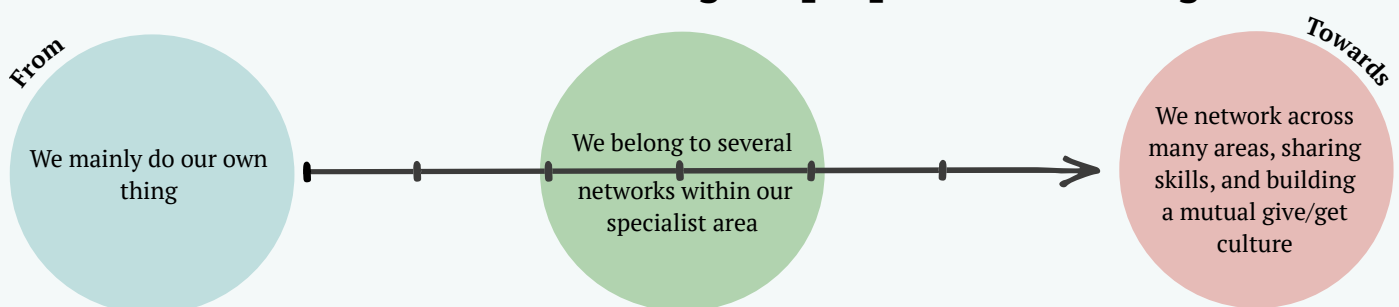 From
We mainly do our own
thing
We belong to several
networks within our
specialist area
Towards
We network across
many areas, sharing
skills, and building
a mutual give/get
culture